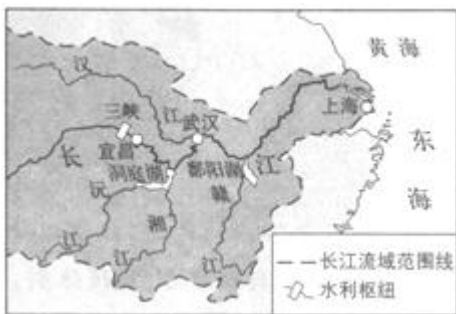 黄海
汉
江
三峡
武汉
上海
宜昌
长
洞庭湖
鄱阳湖
江
东
海
沅
江
湘
江
赣
江
长江流域范围线
水利枢纽